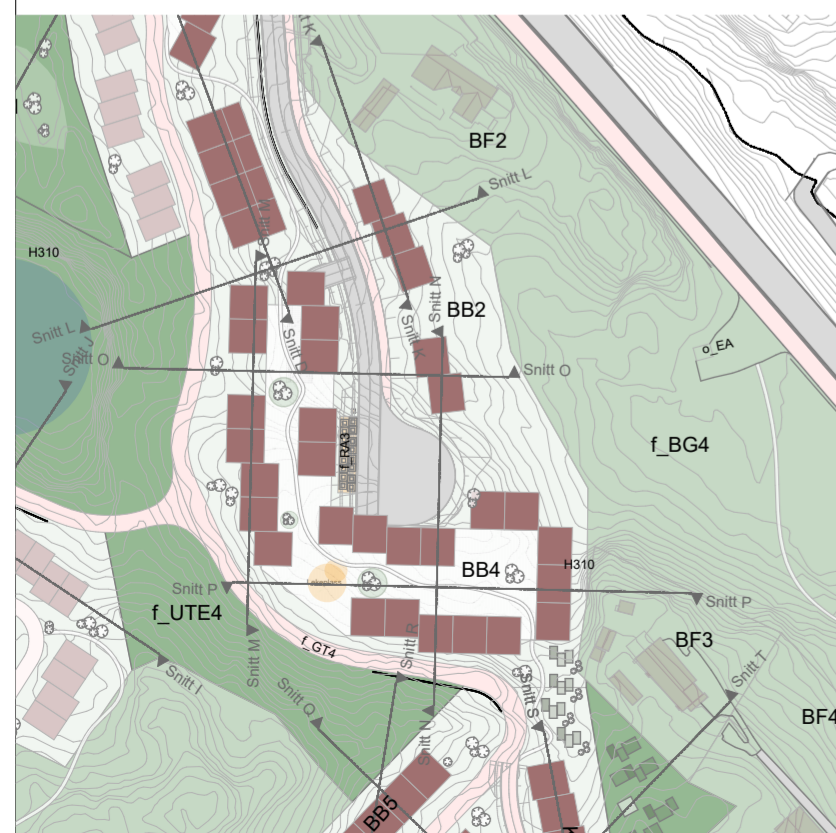 BF2
Snitt L
Snitt M
H310
Snitt N
BB2
Snitt L
Snitt K
Snitt J
Snitt O
Snitt O
o_EA
f_RA3
f_BG4
BB4
H310
Lekeplass
Snitt P
Snitt P
f_UTE4
Snitt R
BF3
f_GT4
Snitt M
Snitt T
Snitt I
Snitt Q
Snitt S
Snitt N
BF4
BB5